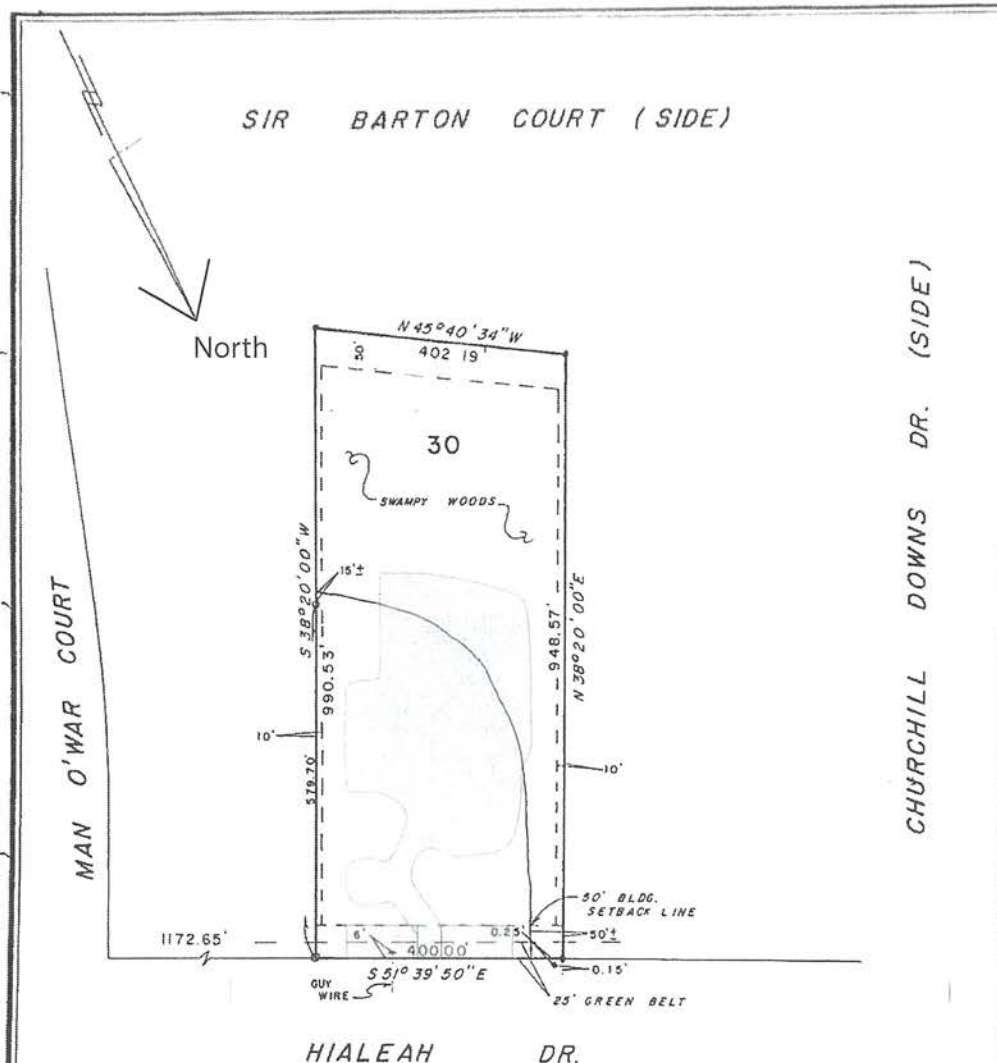 SIR BARTON COURT (SIDE)
North
N 45°40'34"W
402 19'
50'
30
SWAMPY WOODS
15'±
S 38°20'00"W
990.53'
579.70'
10'
948.57'
N 38°20'00"E
10'
MAN O'WAR COURT
CHURCHILL DOWNS DR. (SIDE)
50' BLDG.
SETBACK LINE
0.25'
50'±
1172.65'
6'
400.00'
S 51°39'50"E
0.15'
GUY
WIRE
25' GREEN BELT
HIALEAH DR.